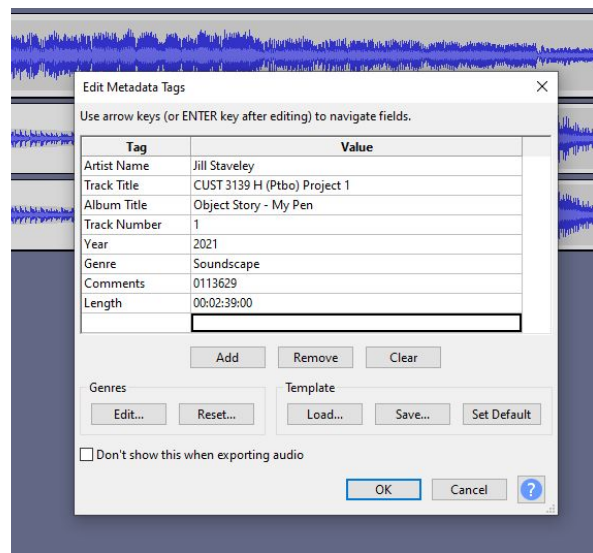 Edit Metadata Tags
Use arrow keys (or ENTER key after editing) to navigate fields.
Tag Value
Artist Name Jill Staveley
Track Title CUST 3139 H (Ptbo) Project 1
Album Title Object Story - My Pen
Track Number 1
Year 2021
Genre Soundscape
Comments 0113629
Length 00:02:39:00
Add Remove Clear
Genres Template
Edit... Reset... Load... Save... Set Default
Don't show this when exporting audio
OK Cancel ?